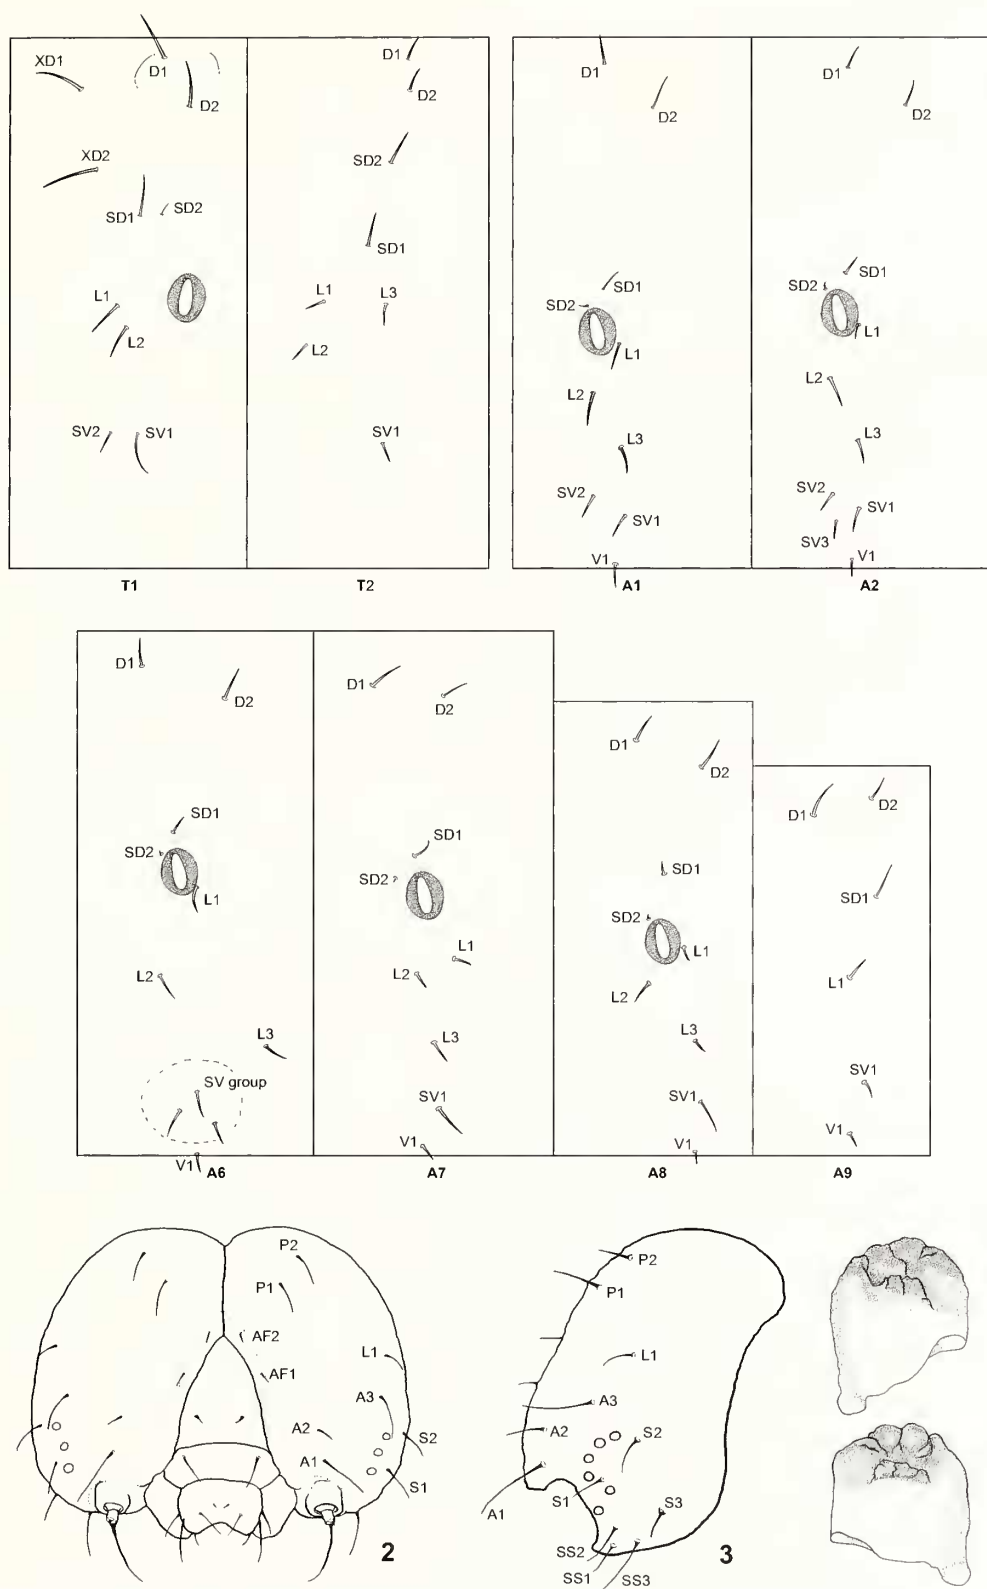 XD1 D1 D2
XD2
SD1 SD2
L1
L2
SV2 SV1
T1
D1
D2
SD2
SD1
L1 L3
L2
SV1
T2
D1
D2
SD1
SD2
L1
L2
L3
SV2
SV1
V1
A1
D1
D2
SD1
SD2
L1
L2
L3
SV2
SV1
SV3
V1
A2
D1
D2
SD1
SD2
L1
L2
L3
SV group
V1
A6
D1
D2
SD1
SD2
L1
L2
L3
SV1
V1
A7
D1
D2
SD1
SD2
L1
L2
L3
SV1
V1
A8
D1
D2
SD1
L1
SV1
V1
A9
P2
P1
AF2
L1
AF1
A3
A2
S2
A1
S1
2
P2
P1
L1
A3
A2
S2
S1
A1
S3
SS2
SS1
SS3
3